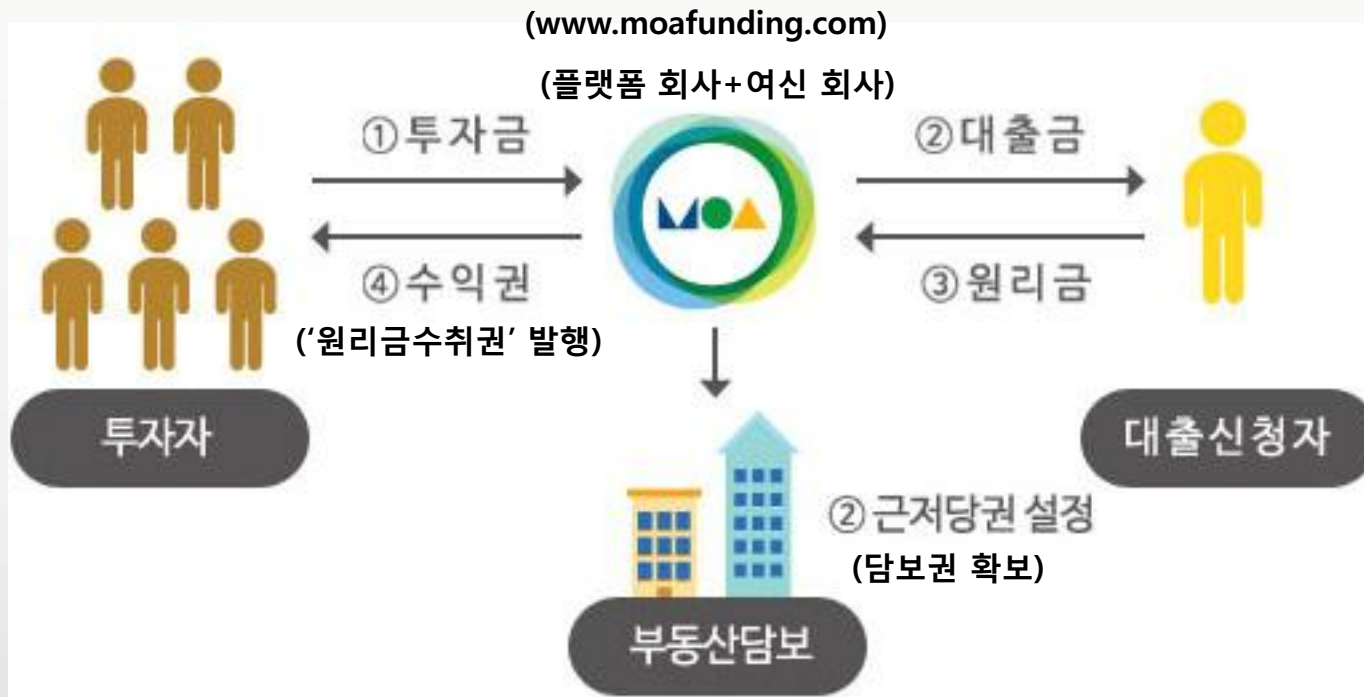 (www.moafunding.com)
(플랫폼 회사+여신 회사)
①투자금
②대출금
MOA
④수익권
③원리금
(‘원리금수취권’ 발행)
투자자
대출신청자
②근저당권 설정
(담보권 확보)
부동산담보